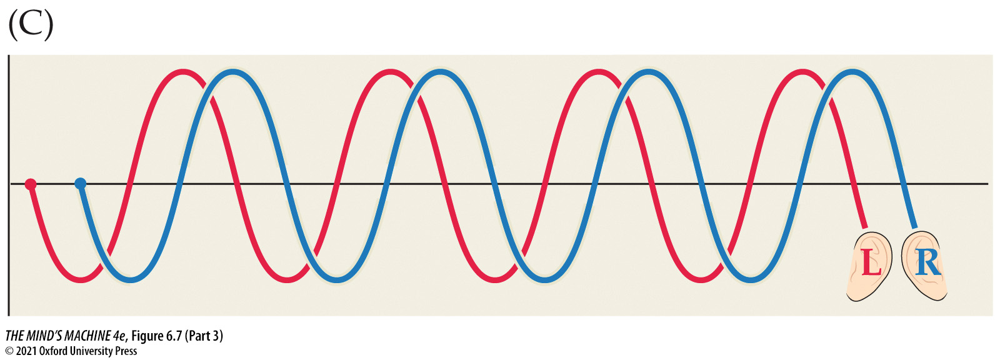 (C)
L R
THE MIND'S MACHINE 4e, Figure 6.7 (Part 3)
© 2021 Oxford University Press